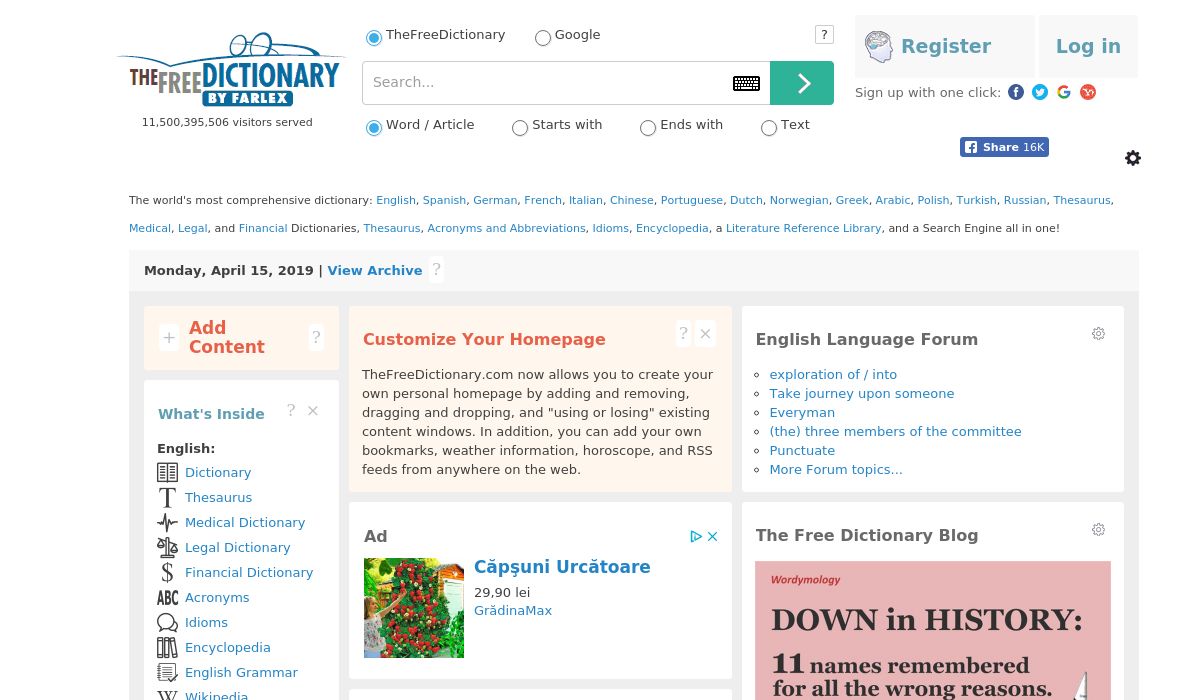 THEFREEDICTIONARY
BY FARLEX
11,500,395,506 visitors served
TheFreeDictionary
Google
?
Search...
Word / Article
Starts with
Ends with
Text
Register
Log in
Sign up with one click:
Share 16K
The world's most comprehensive dictionary: English, Spanish, German, French, Italian, Chinese, Portuguese, Dutch, Norwegian, Greek, Arabic, Polish, Turkish, Russian, Thesaurus,
Medical, Legal, and Financial Dictionaries, Thesaurus, Acronyms and Abbreviations, Idioms, Encyclopedia, a Literature Reference Library, and a Search Engine all in one!
Monday, April 15, 2019 | View Archive ?
+ Add Content ?
What's Inside ? ×
English:
Dictionary
Thesaurus
Medical Dictionary
Legal Dictionary
Financial Dictionary
ABC Acronyms
Idioms
Encyclopedia
English Grammar
Wikipedia
Customize Your Homepage ? ×
TheFreeDictionary.com now allows you to create your
own personal homepage by adding and removing,
dragging and dropping, and "using or losing" existing
content windows. In addition, you can add your own
bookmarks, weather information, horoscope, and RSS
feeds from anywhere on the web.
Ad
Căpşuni Urcătoare
29,90 lei
GrădinaMax
English Language Forum
exploration of / into
Take journey upon someone
Everyman
(the) three members of the committee
Punctuate
More Forum topics...
The Free Dictionary Blog
Wordymology
DOWN in HISTORY:
11 names remembered
for all the wrong reasons.